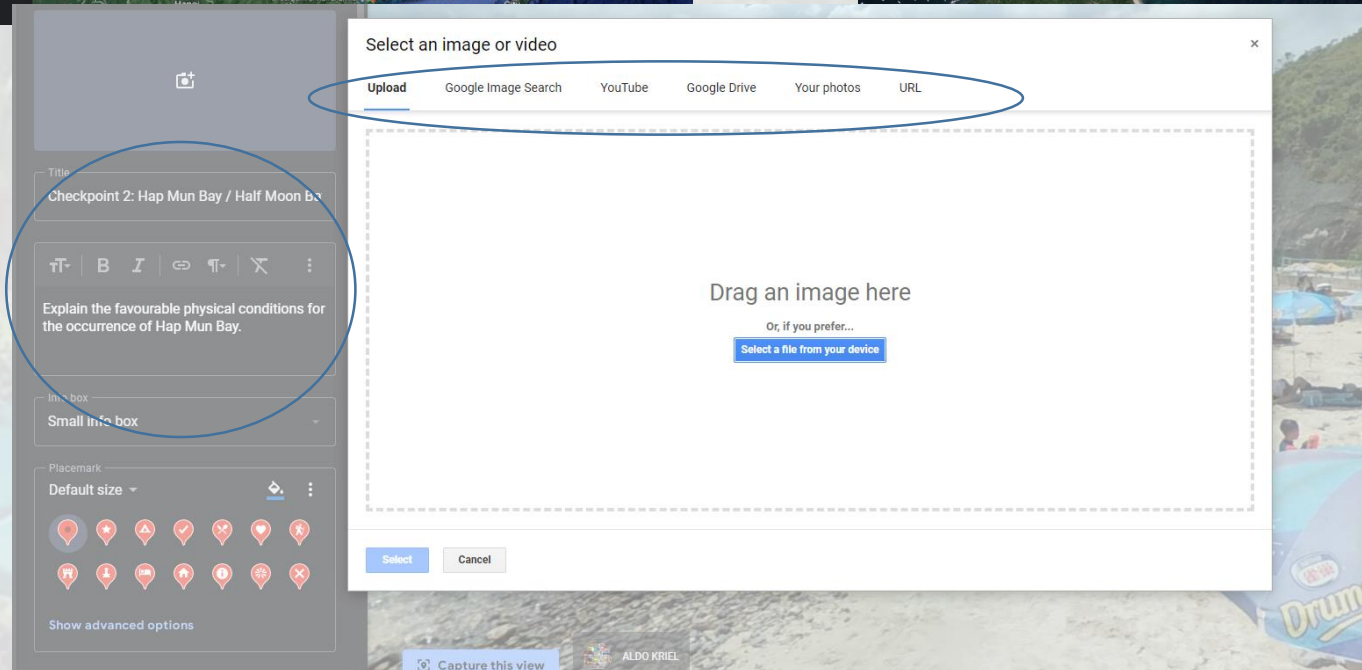 Select an image or video
×
Upload Google Image Search YouTube Google Drive Your photos URL
Title
Checkpoint 2: Hap Mun Bay / Half Moon Ba
Explain the favourable physical conditions for
the occurrence of Hap Mun Bay.
Info box
Small info box
Placemark
Default size
Show advanced options
Drag an image here
Or, if you prefer...
Select a file from your device
Select Cancel
Capture this view
ALDO KRIEL
Drum